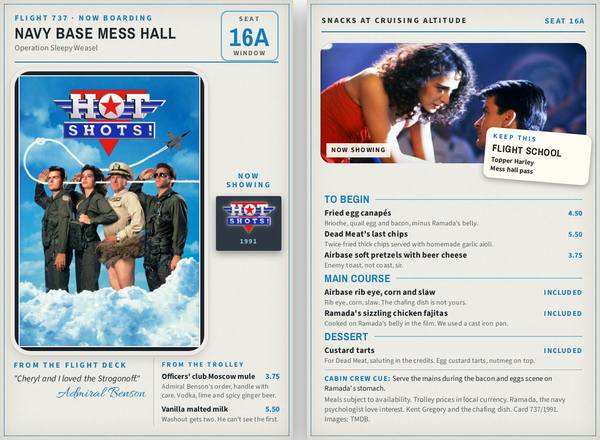 FLIGHT 737 · NOW BOARDING
NAVY BASE MESS HALL
Operation Sleepy Weasel
SEAT
16A
WINDOW
HOT
SHOTS!
NOW
SHOWING
HOT
SHOTS!
1991
FROM THE FLIGHT DECK
"Cheryl and I loved the Stroganoff."
Admiral Benson
FROM THE TROLLEY
Officers' club Moscow mule 3.75
Admiral Benson's order, handle with
care. Vodka, lime and spicy ginger beer.
Vanilla malted milk 5.50
Washout gets two. He can't see the first.
SNACKS AT CRUISING ALTITUDE SEAT 16A
NOW SHOWING
KEEP THIS
FLIGHT SCHOOL
Topper Harley
Mess hall pass
TO BEGIN
Fried egg canapés 4.50
Brioche, quail egg and bacon, minus Ramada's belly.
Dead Meat's last chips 5.50
Twice-fried thick chips served with homemade garlic aioli.
Airbase soft pretzels with beer cheese 3.75
Enemy toast, not coast, sir.
MAIN COURSE
Airbase rib eye, corn and slaw INCLUDED
Rib eye, corn, slaw. The chafing dish is not yours.
Ramada's sizzling chicken fajitas INCLUDED
Cooked on Ramada's belly in the film. We used a cast iron pan.
DESSERT
Custard tarts INCLUDED
For Dead Meat, saluting in the credits. Egg custard tarts, nutmeg on top.
CABIN CREW CUE: Serve the mains during the bacon and eggs scene on
Ramada's stomach.
Meals subject to availability. Trolley prices in local currency. Ramada, the navy
psychologist love interest. Kent Gregory and the chafing dish. Card 737/1991.
Images: TMDB.